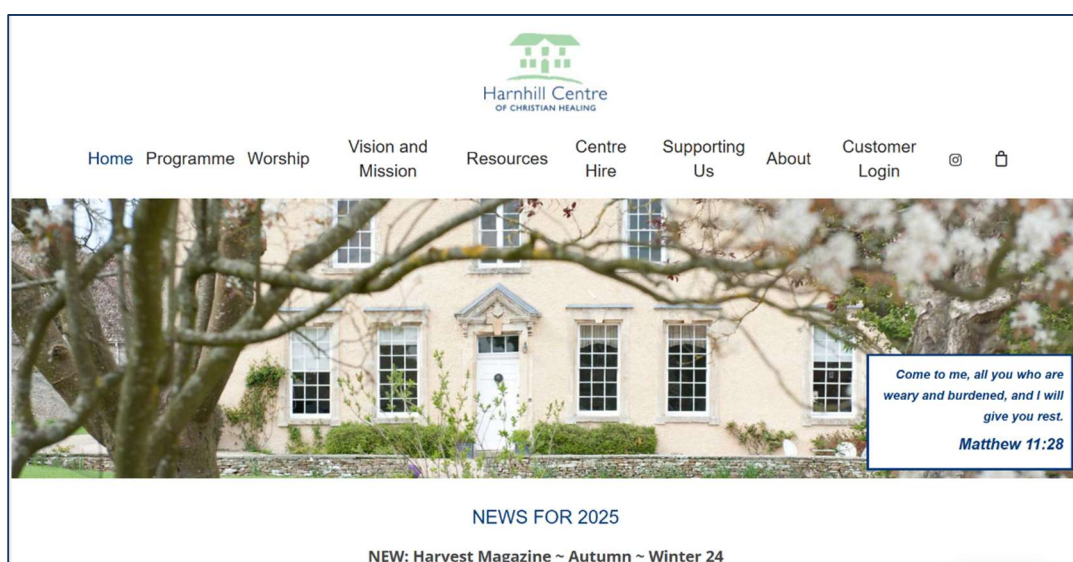 Harnhill Centre
OF CHRISTIAN HEALING
Home Programme Worship Vision and Mission Resources Centre Hire Supporting Us About Customer Login
Come to me, all you who are
weary and burdened, and I will
give you rest.
Matthew 11:28
NEWS FOR 2025
NEW: Harvest Magazine ~ Autumn ~ Winter 24